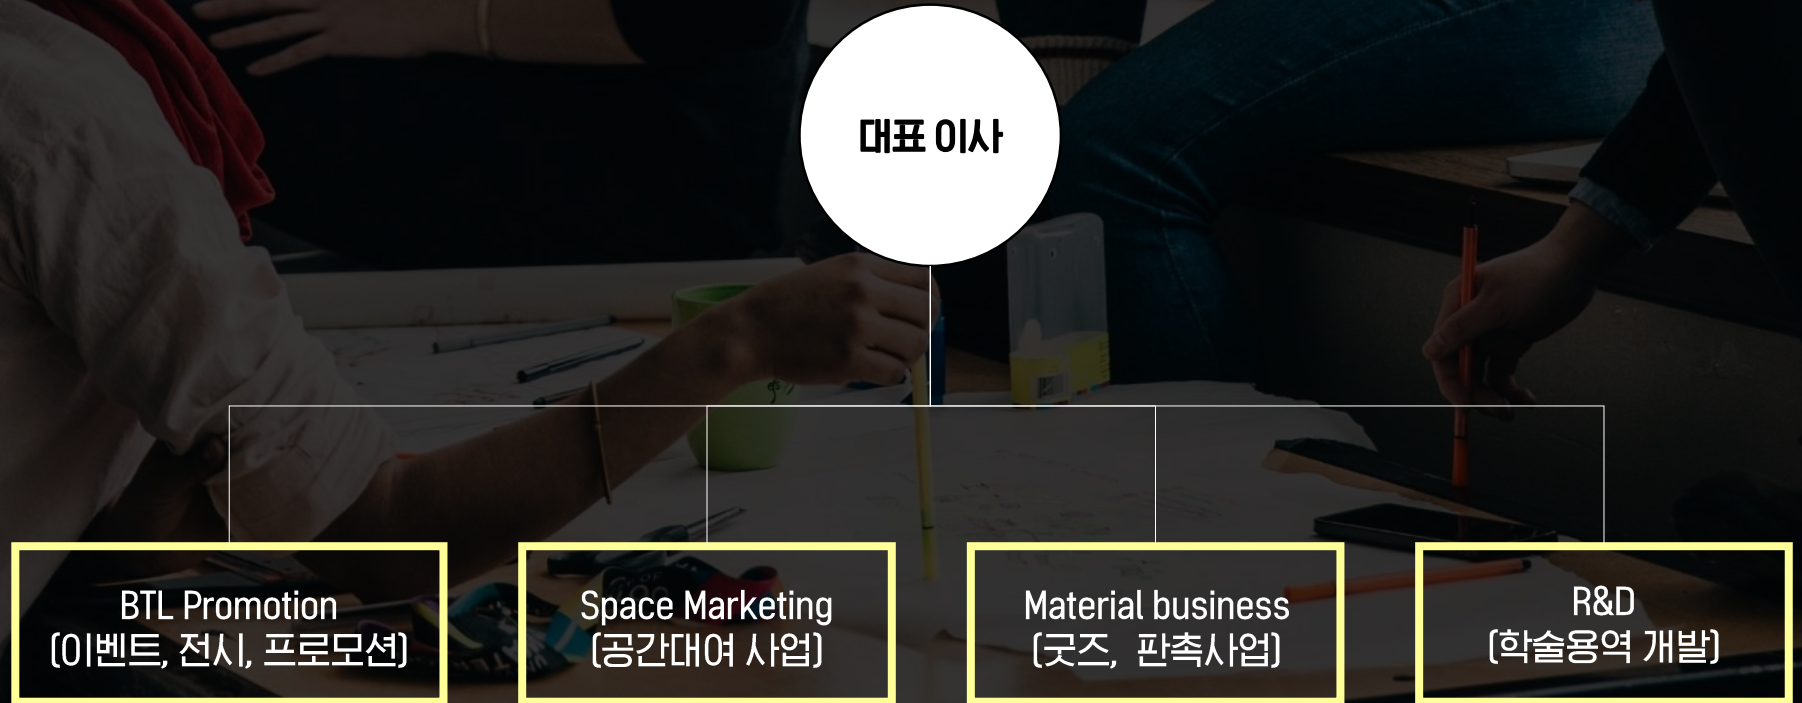 대표 이사
BTL Promotion
(이벤트, 전시, 프로모션)
Space Marketing
(공간대여 사업)
Material business
(굿즈, 판촉사업)
R&D
(학술용역 개발)